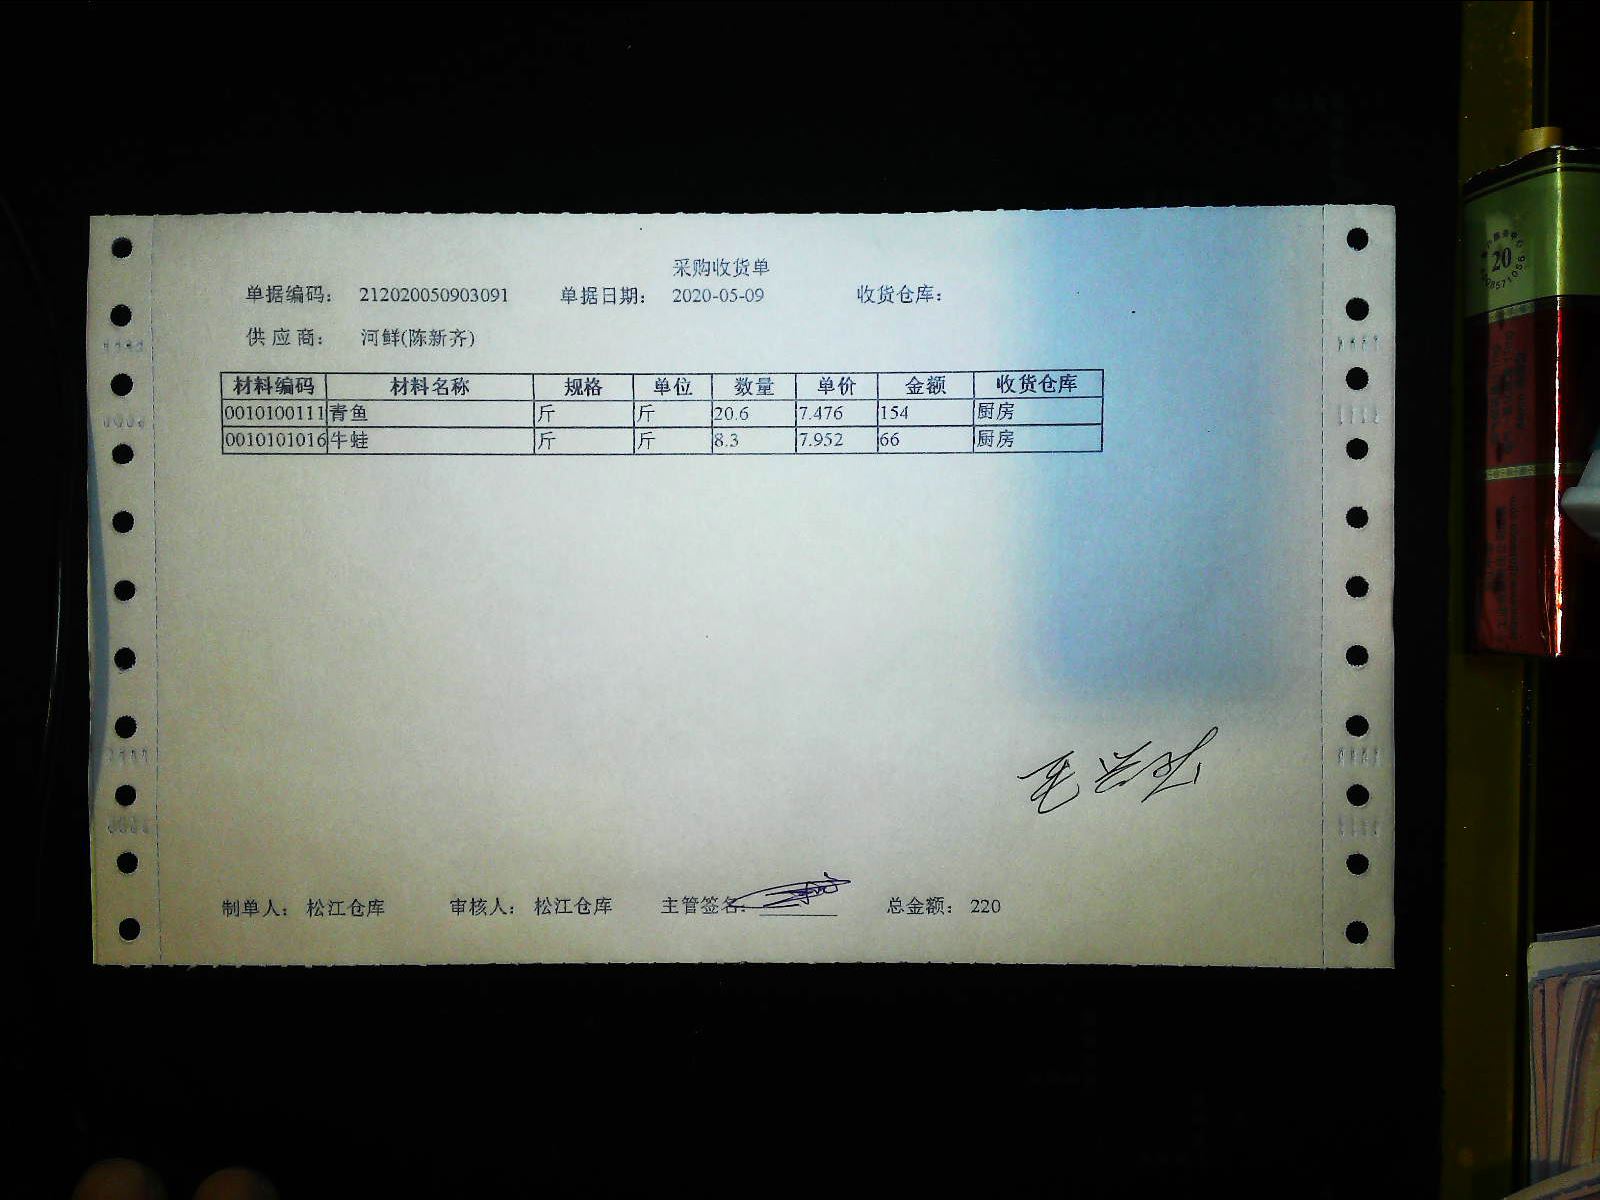 采购收货单
单据编码： 212020050903091 单据日期： 2020-05-09 收货仓库：
供 应 商： 河鲜(陈新齐)
材料编码 材料名称 规格 单位 数量 单价 金额 收货仓库
0010100111 青鱼 斤 斤 20.6 7.476 154 厨房
0010101016 牛蛙 斤 斤 8.3 7.952 66 厨房
制单人： 松江仓库 审核人： 松江仓库 主管签名： 总金额： 220
20